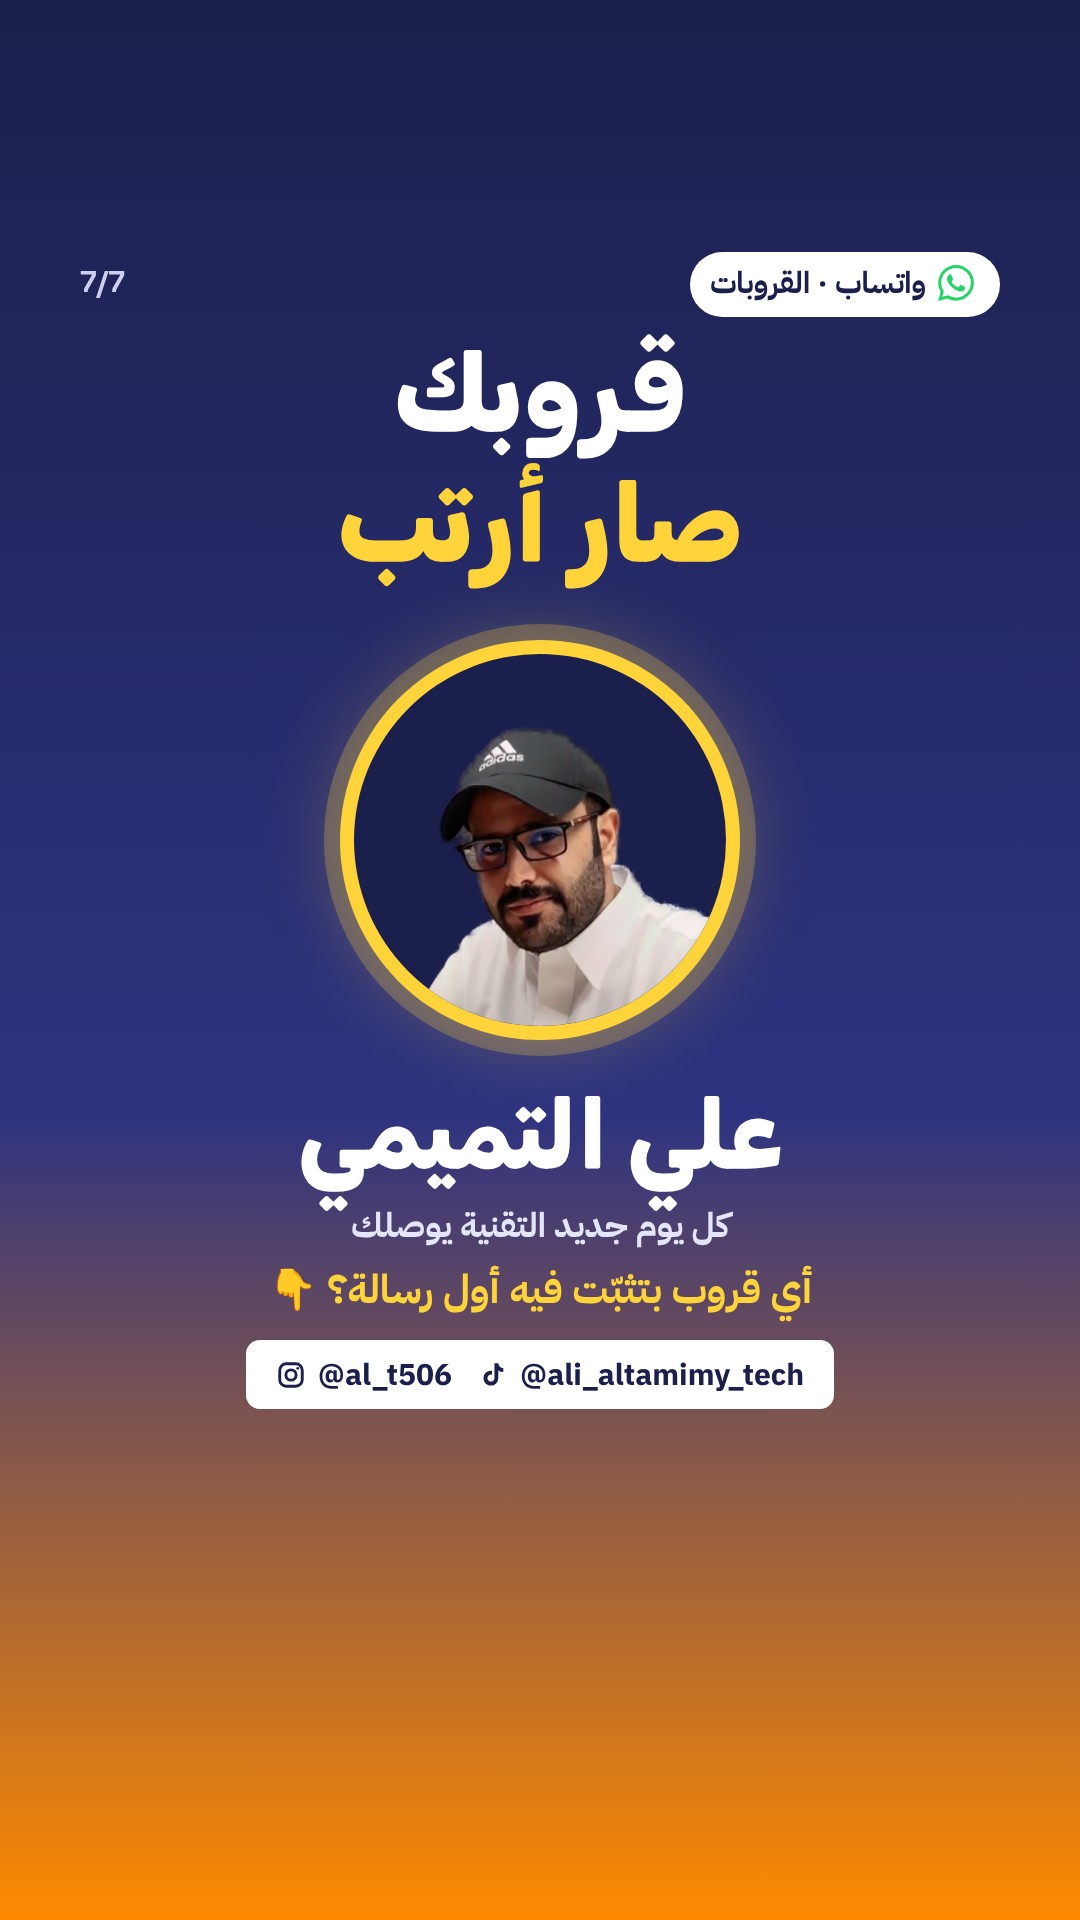 واتساب · القروبات
7/7
قروبك
صار أرتب
adidas
علي التميمي
كل يوم جديد التقنية يوصلك
أي قروب بتثبّت فيه أول رسالة؟ 👇
@al_t506 @ali_altamimy_tech